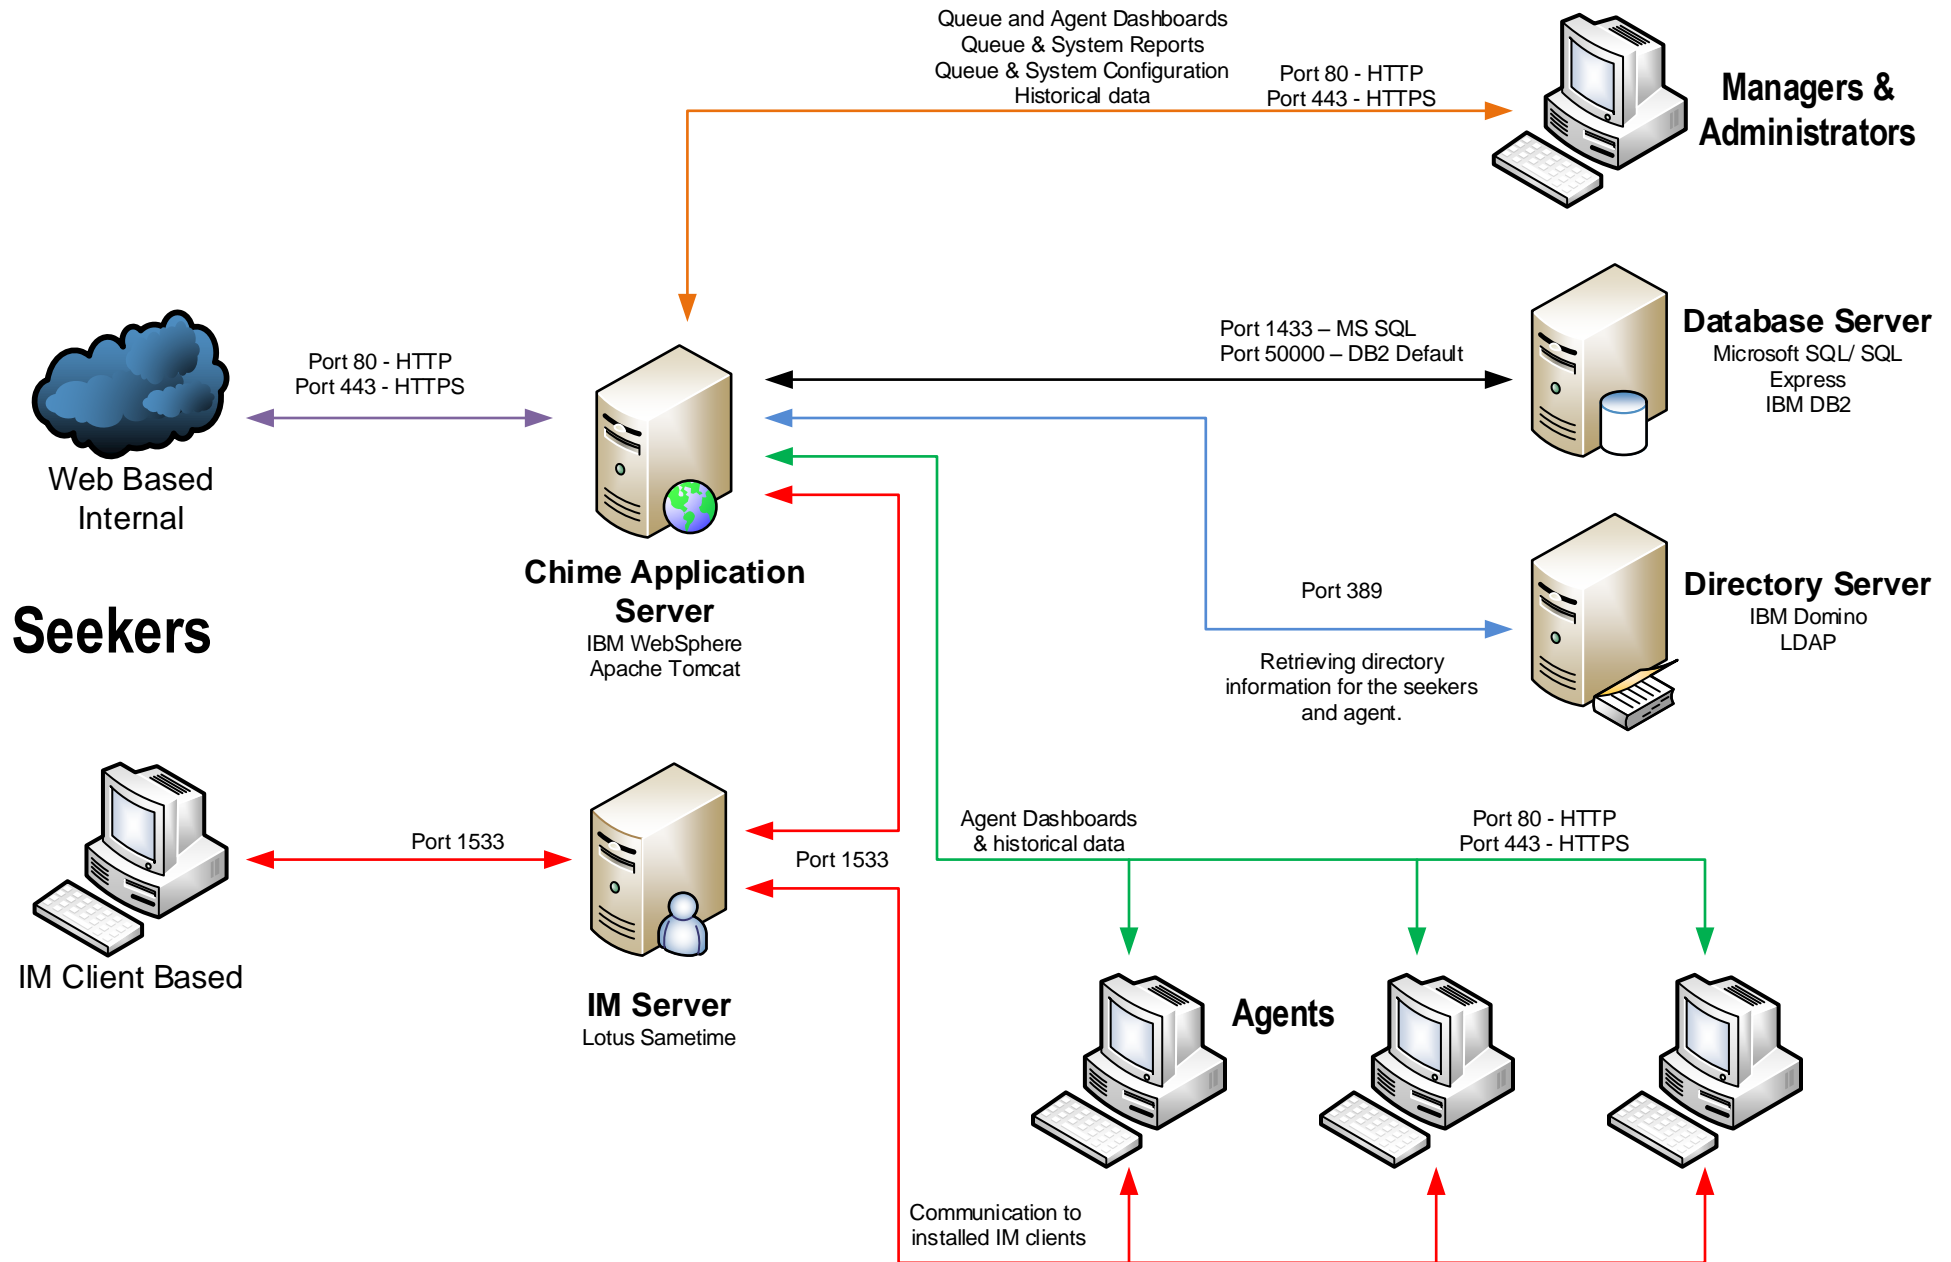 Queue and Agent Dashboards
Queue & System Reports
Queue & System Configuration
Historical data
Port 80 - HTTP
Port 443 - HTTPS
Managers &
Administrators
Port 80 - HTTP
Port 443 - HTTPS
Web Based
Internal
Port 1433 – MS SQL
Port 50000 – DB2 Default
Database Server
Microsoft SQL/ SQL
Express
IBM DB2
Chime Application
Server
IBM WebSphere
Apache Tomcat
Seekers
Port 389
Retrieving directory
information for the seekers
and agent.
Directory Server
IBM Domino
LDAP
Port 1533
IM Client Based
Port 1533
IM Server
Lotus Sametime
Agent Dashboards
& historical data
Port 80 - HTTP
Port 443 - HTTPS
Agents
Communication to
installed IM clients